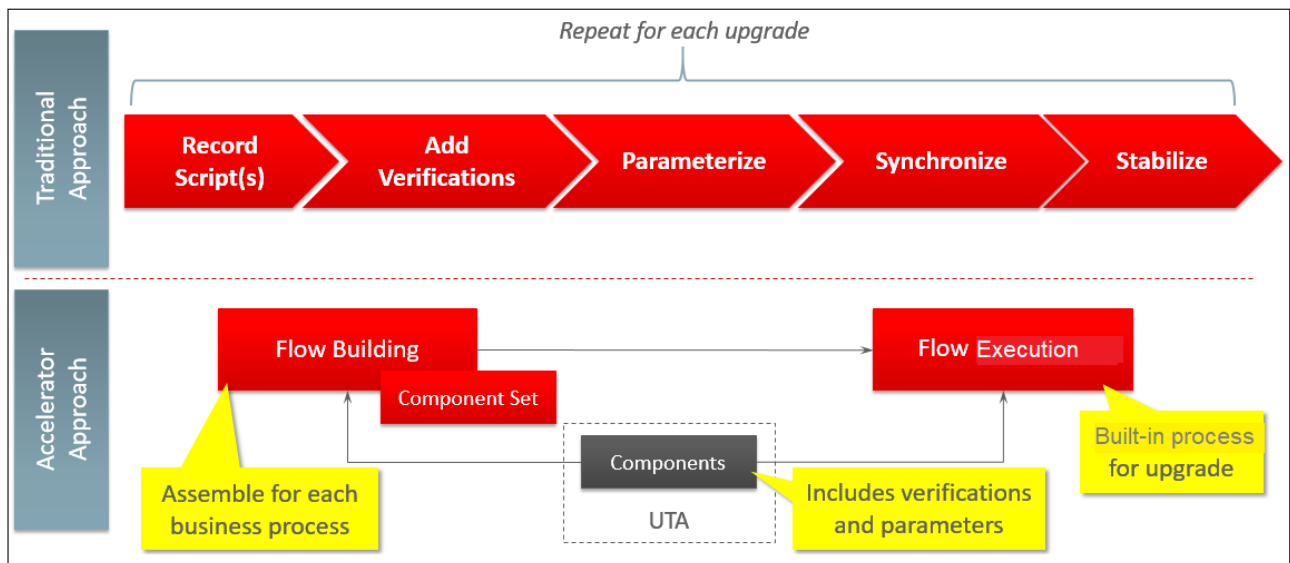 Repeat for each upgrade
Traditional
Approach
Record
Script(s)
Add
Verifications
Parameterize
Synchronize
Stabilize
Accelerator
Approach
Flow Building
Component Set
Flow Execution
Components
UTA
Assemble for each
business process
Includes verifications
and parameters
Built-in process
for upgrade